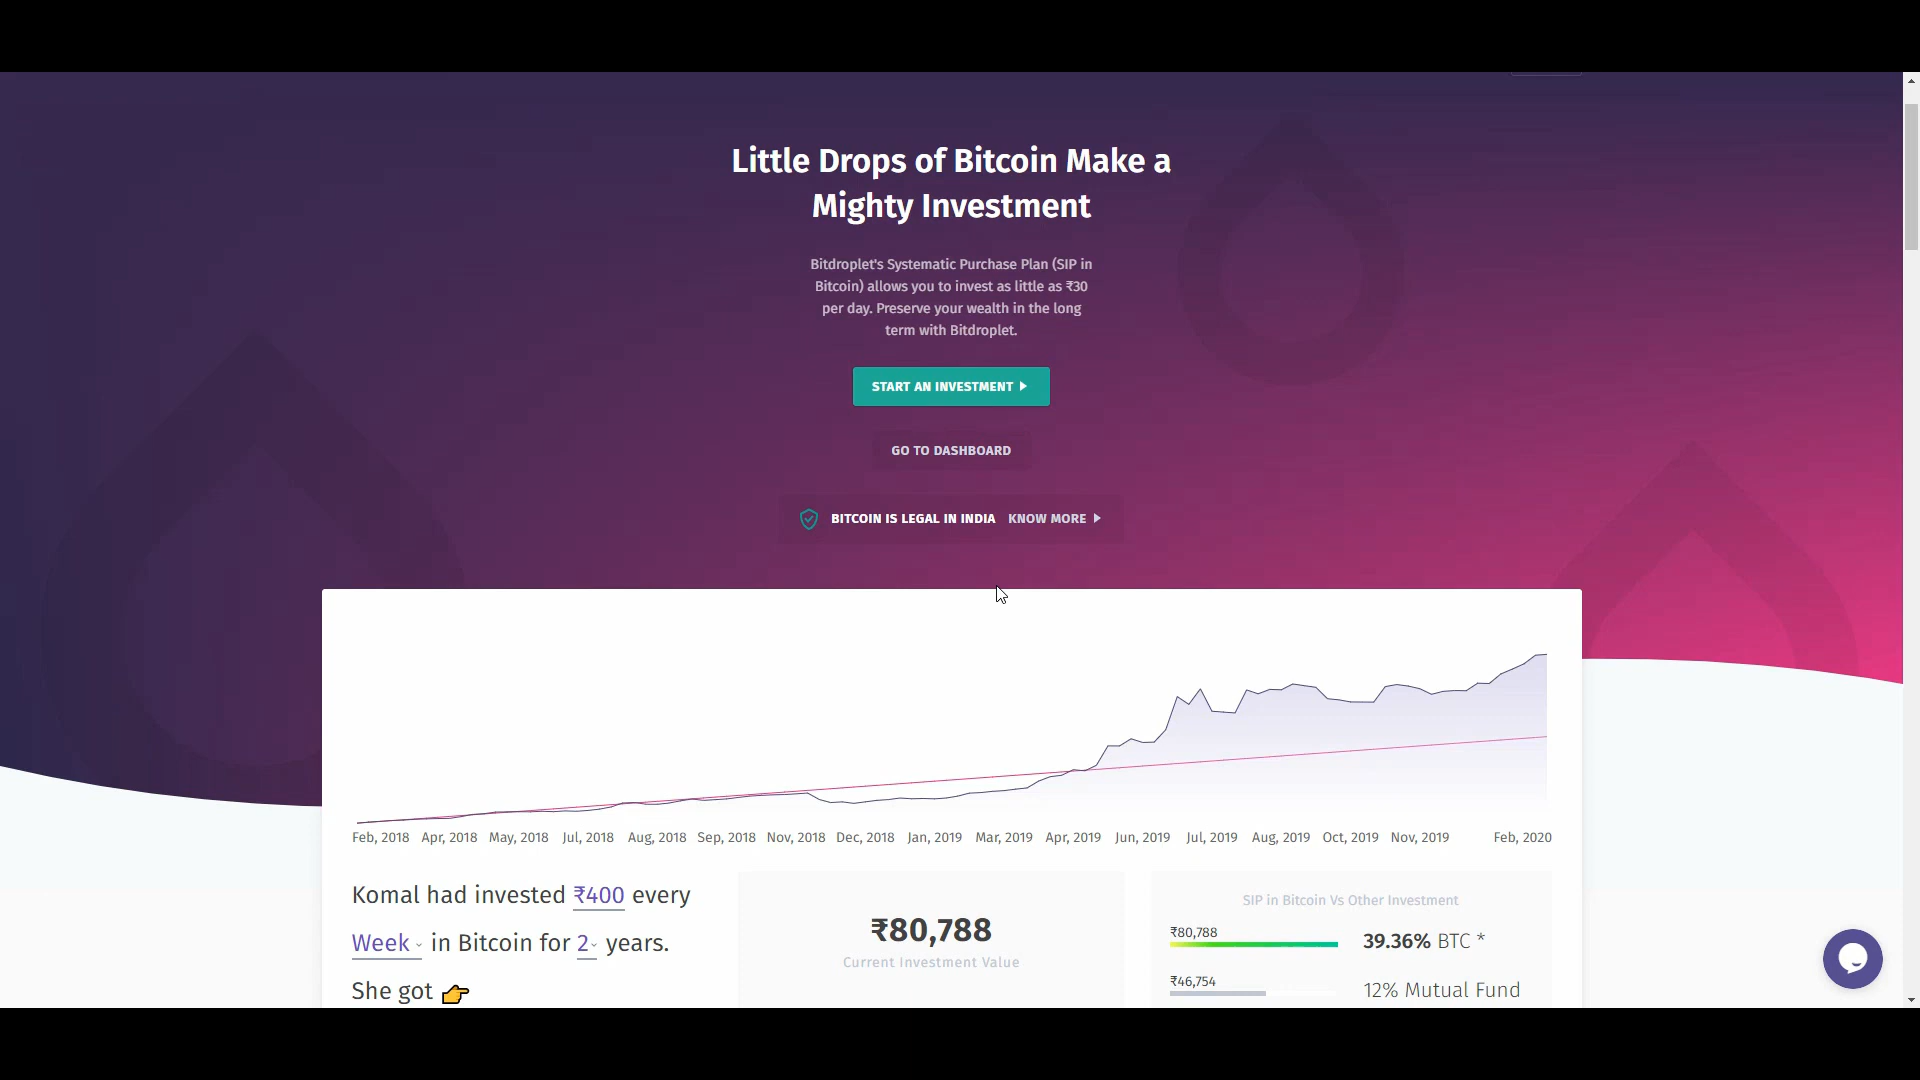 Little Drops of Bitcoin Make a
Mighty Investment
Bitdroplet's Systematic Purchase Plan (SIP in
Bitcoin) allows you to invest as little as ₹30
per day. Preserve your wealth in the long
term with Bitdroplet.
START AN INVESTMENT
GO TO DASHBOARD
BITCOIN IS LEGAL IN INDIA KNOW MORE
Feb, 2018 Apr, 2018 May, 2018 Jul, 2018 Aug, 2018 Sep, 2018 Nov, 2018 Dec, 2018 Jan, 2019 Mar, 2019 Apr, 2019 Jun, 2019 Jul, 2019 Aug, 2019 Oct, 2019 Nov, 2019 Feb, 2020
Komal had invested ₹400 every
Week in Bitcoin for 2 years.
She got
₹80,788
Current Investment Value
SIP in Bitcoin Vs Other Investment
₹80,788
39.36% BTC *
₹46,754
12% Mutual Fund